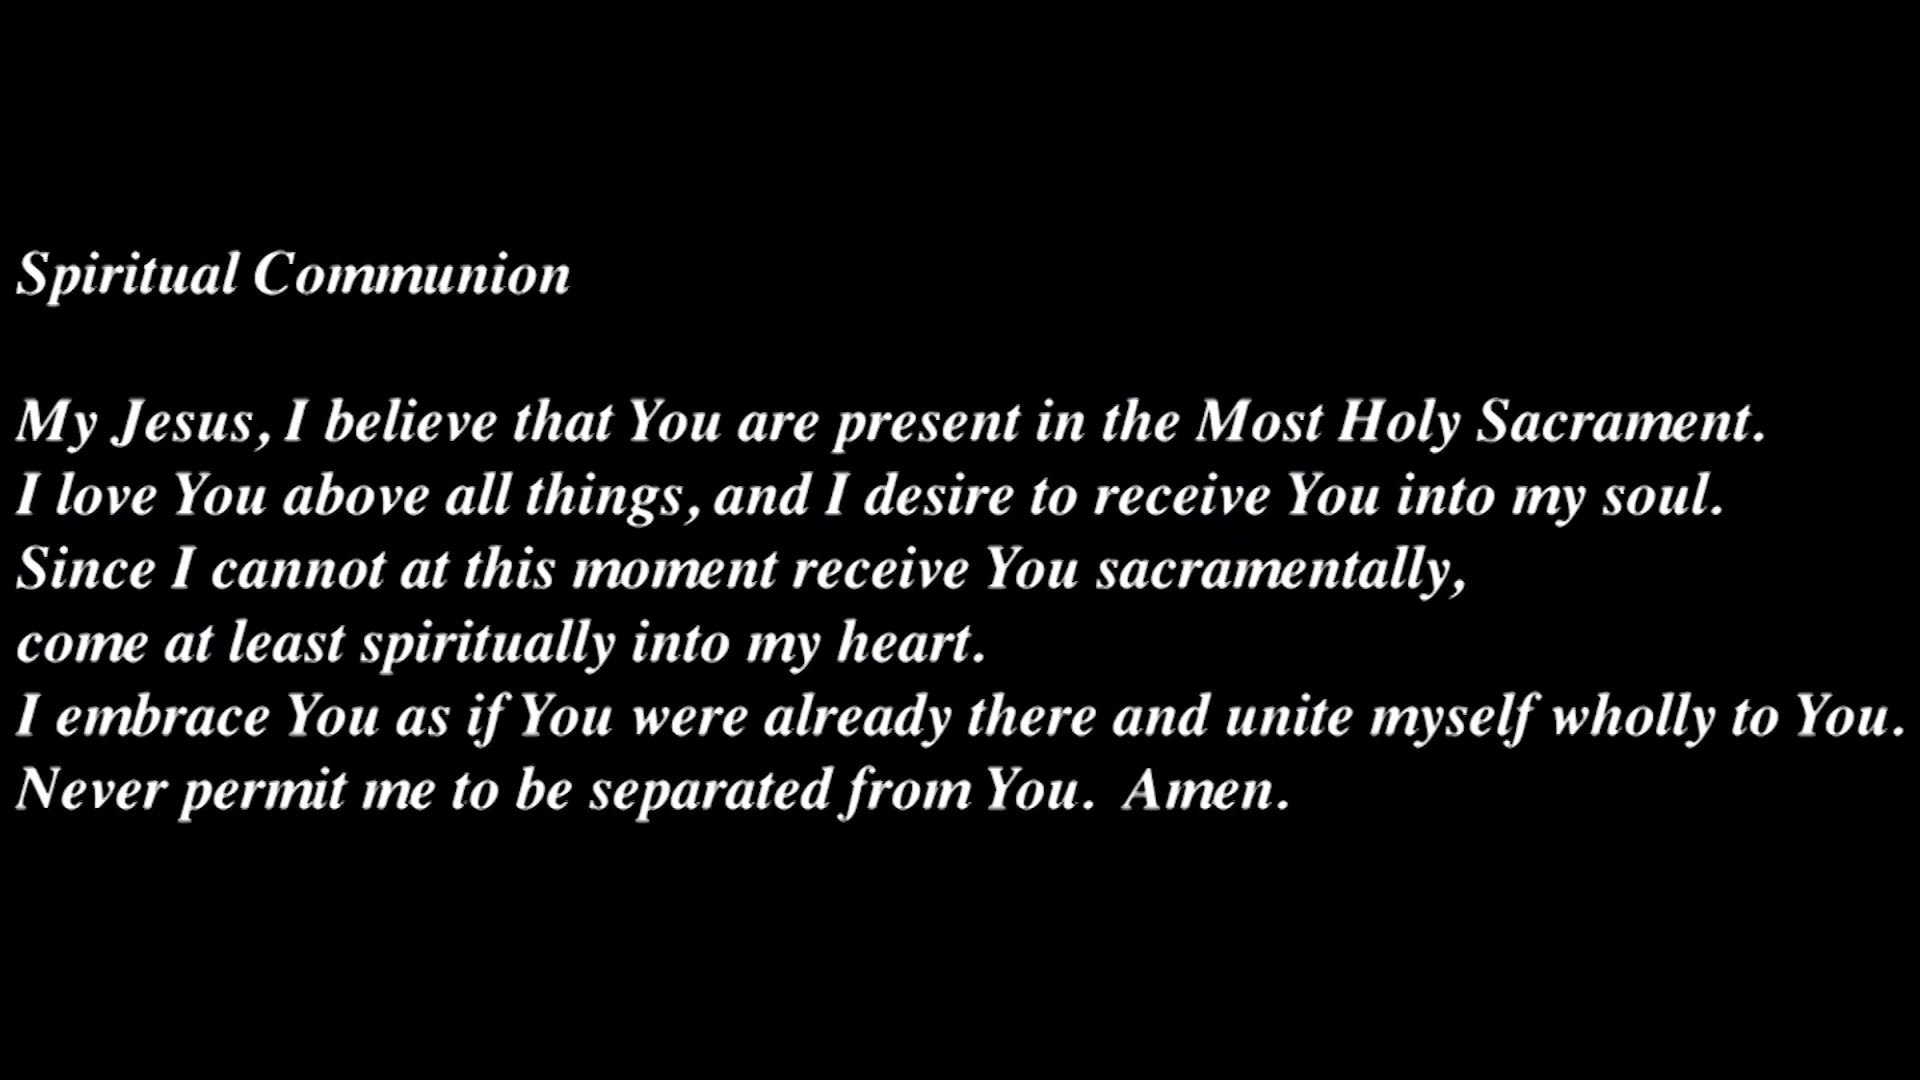 Spiritual Communion
My Jesus, I believe that You are present in the Most Holy Sacrament.
I love You above all things, and I desire to receive You into my soul.
Since I cannot at this moment receive You sacramentally,
come at least spiritually into my heart.
I embrace You as if You were already there and unite myself wholly to You.
Never permit me to be separated from You.  Amen.